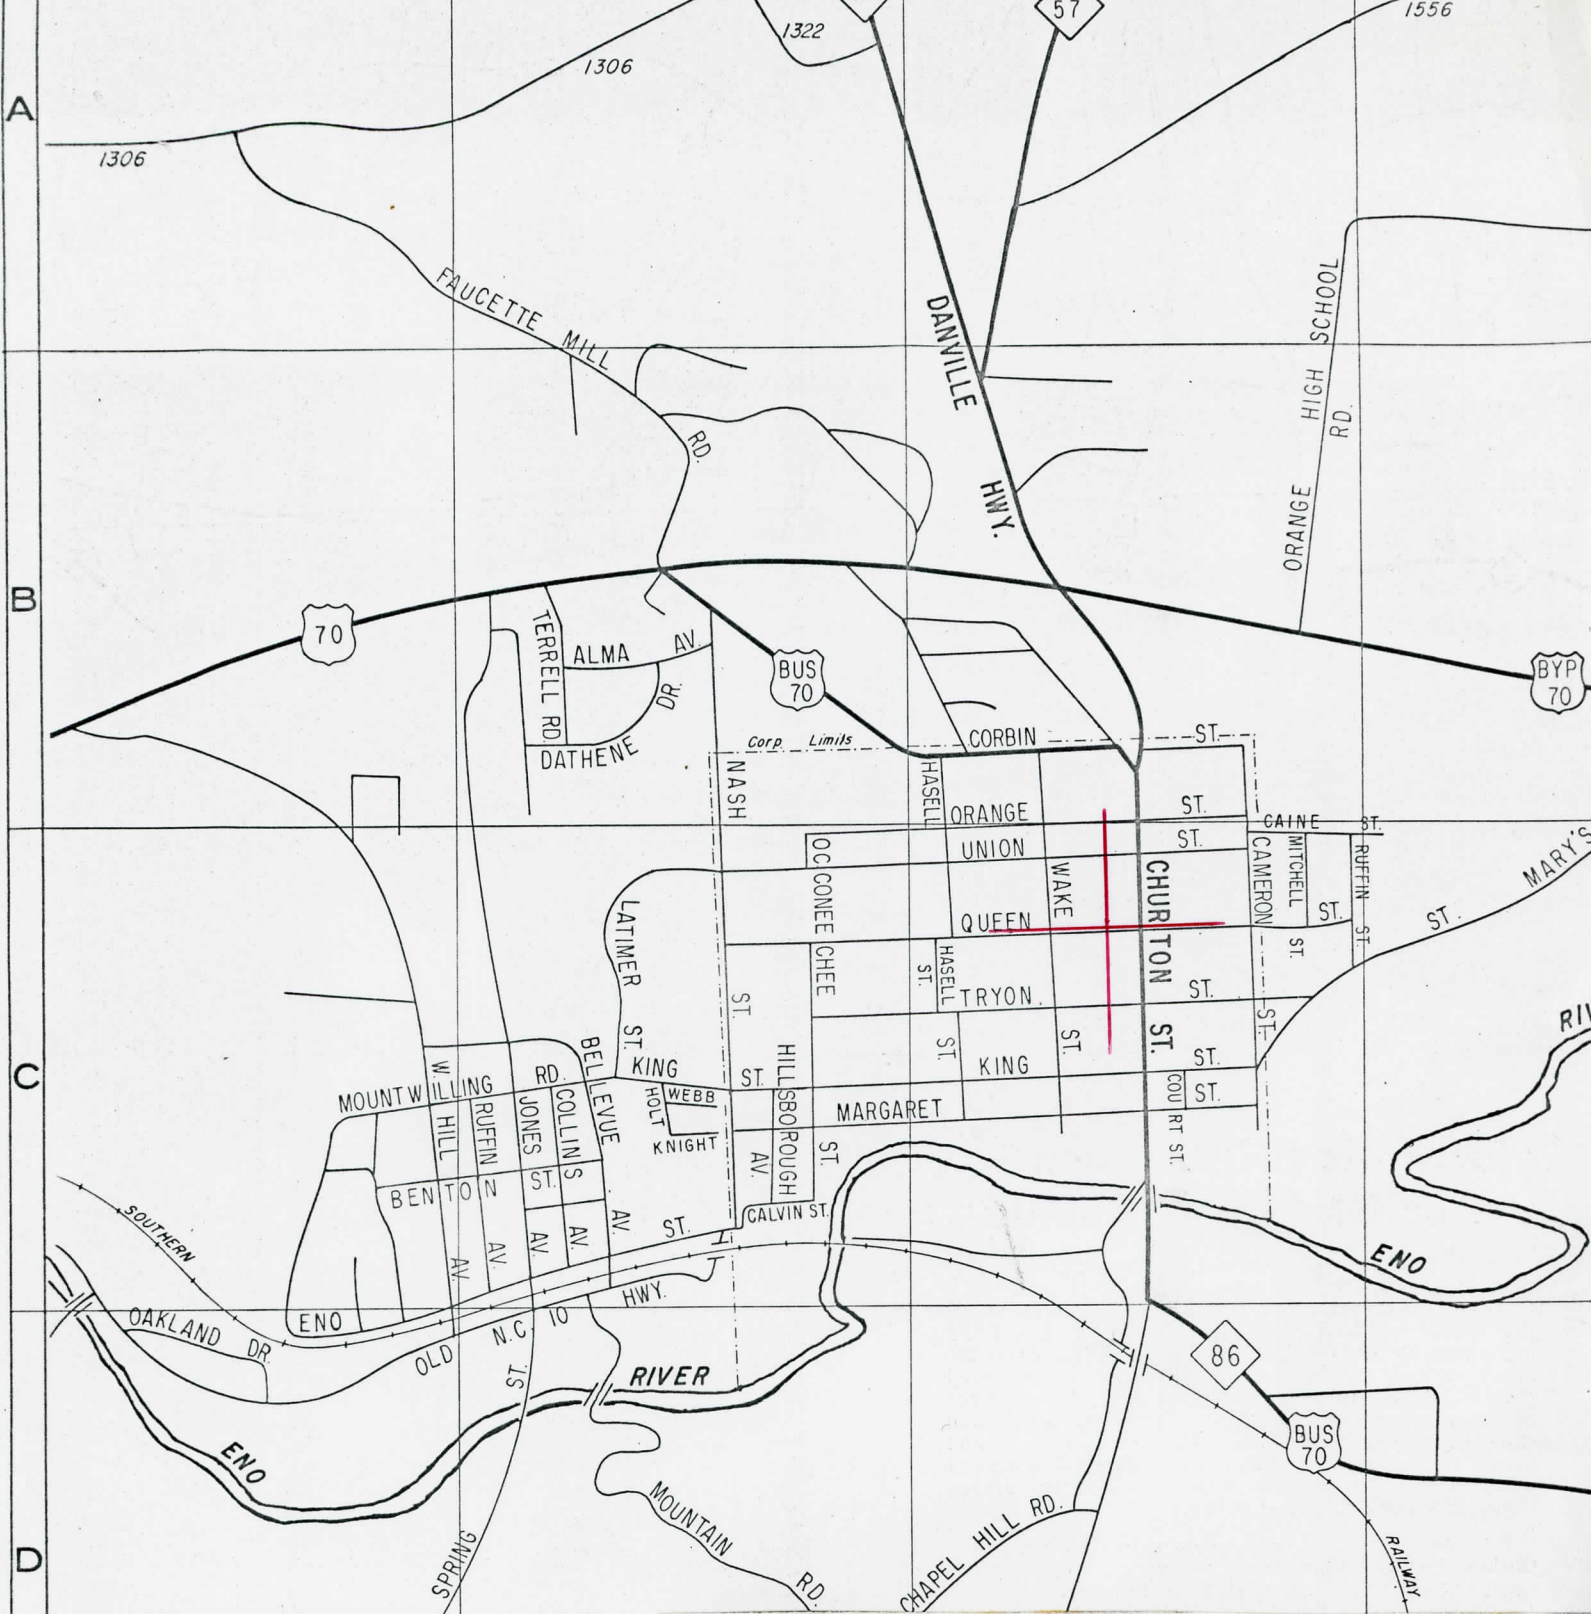 57
1556
1322
1306
A
1306
FAUCETTE MILL RD.
DANVILLE HWY.
ORANGE HIGH SCHOOL RD.
B
70
TERRELL RD.
ALMA AV.
DATHENE DR.
BUS 70
BYP 70
Corp. Limits
CORBIN ST.
NASH ST.
HASELL ST.
ORANGE ST.
CAINE ST.
UNION ST.
OCCONEECHEE ST.
WAKE ST.
CHURTON ST.
CAMERON ST.
MITCHELL ST.
RUFFIN ST.
MARY'S
ST.
LATIMER ST.
QUEEN ST.
HASELL ST.
TRYON ST.
C
KING ST.
KING ST.
MOUNT WILLING RD.
W. HILL AV.
RUFFIN AV.
JONES AV.
COLLINS AV.
BELLEVUE AV.
HOLT
WEBB
KNIGHT
HILLSBOROUGH AV.
MARGARET ST.
COURT ST.
BENTON ST.
CALVIN ST.
SOUTHERN
ENO ST.
OAKLAND DR.
OLD N.C. 10 HWY.
RIV
ENO
RIVER
ENO
86
BUS 70
SPRING ST.
MOUNTAIN RD.
CHAPEL HILL RD.
RAILWAY
D